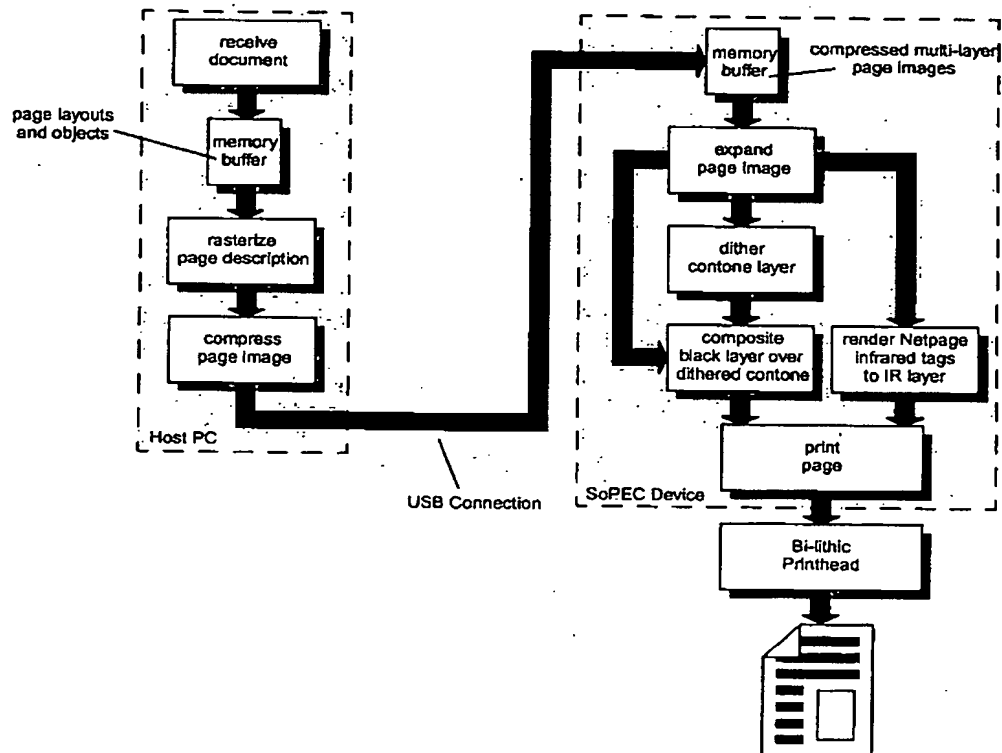 receive
document
page layouts
and objects
memory
buffer
rasterize
page description
compress
page image
Host PC
USB Connection
memory
buffer
compressed multi-layer
page images
expand
page image
dither
contone layer
composite
black layer over
dithered contone
render Netpage
infrared tags
to IR layer
print
page
SoPEC Device
Bi-lithic
Printhead